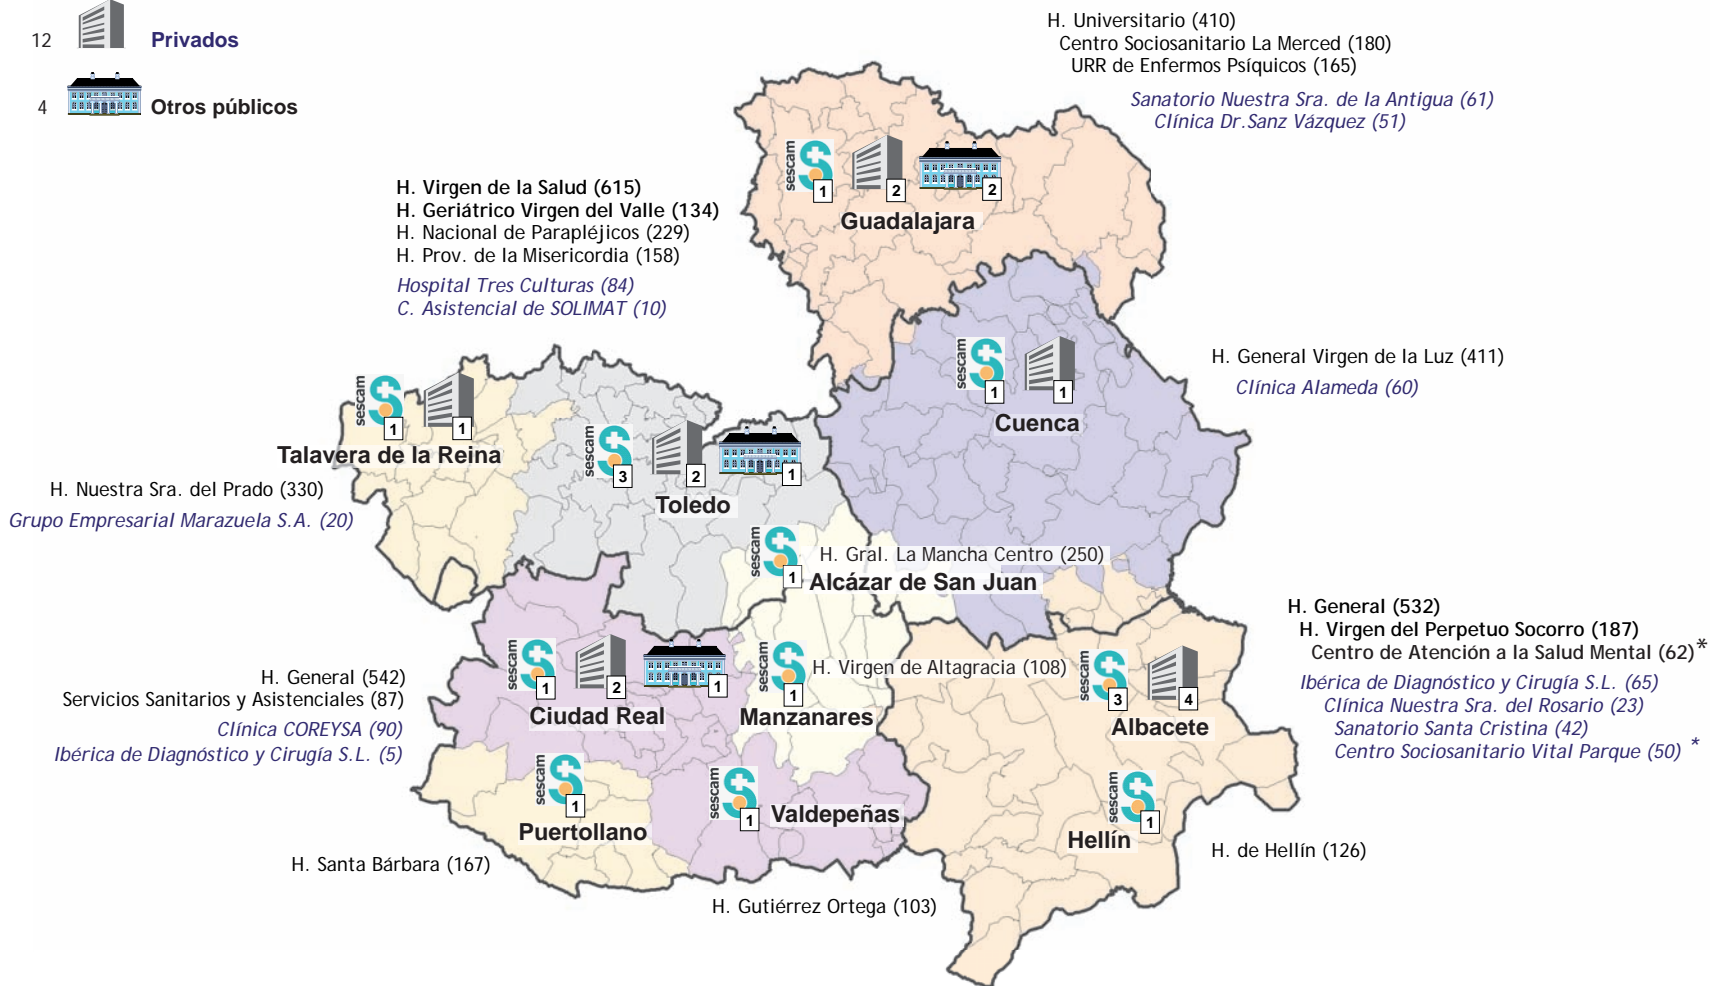 12 Privados
4 Otros públicos
H. Universitario (410)
Centro Sociosanitario La Merced (180)
URR de Enfermos Psíquicos (165)
Sanatorio Nuestra Sra. de la Antigua (61)
Clínica Dr.Sanz Vázquez (51)
sescam 1 2 2
Guadalajara
H. Virgen de la Salud (615)
H. Geriátrico Virgen del Valle (134)
H. Nacional de Parapléjicos (229)
H. Prov. de la Misericordia (158)
Hospital Tres Culturas (84)
C. Asistencial de SOLIMAT (10)
sescam 1 1
Cuenca
H. General Virgen de la Luz (411)
Clínica Alameda (60)
sescam 1 1
Talavera de la Reina
H. Nuestra Sra. del Prado (330)
Grupo Empresarial Marazuela S.A. (20)
sescam 3 2 1
Toledo
sescam 1
H. Gral. La Mancha Centro (250)
Alcázar de San Juan
H. General (532)
H. Virgen del Perpetuo Socorro (187)
Centro de Atención a la Salud Mental (62)*
Ibérica de Diagnóstico y Cirugía S.L. (65)
Clínica Nuestra Sra. del Rosario (23)
Sanatorio Santa Cristina (42)
Centro Sociosanitario Vital Parque (50) *
sescam 3 4
Albacete
H. General (542)
Servicios Sanitarios y Asistenciales (87)
Clínica COREYSA (90)
Ibérica de Diagnóstico y Cirugía S.L. (5)
sescam 1 2 1
Ciudad Real
sescam 1
H. Virgen de Altagracia (108)
Manzanares
sescam 1
Puertollano
H. Santa Bárbara (167)
sescam 1
Valdepeñas
H. Gutiérrez Ortega (103)
sescam 1
Hellín
H. de Hellín (126)